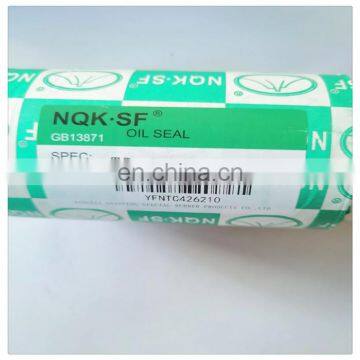 NQK·SF®
GB13871
OIL SEAL
SPEC:
en.china.cn
YFNTC426210